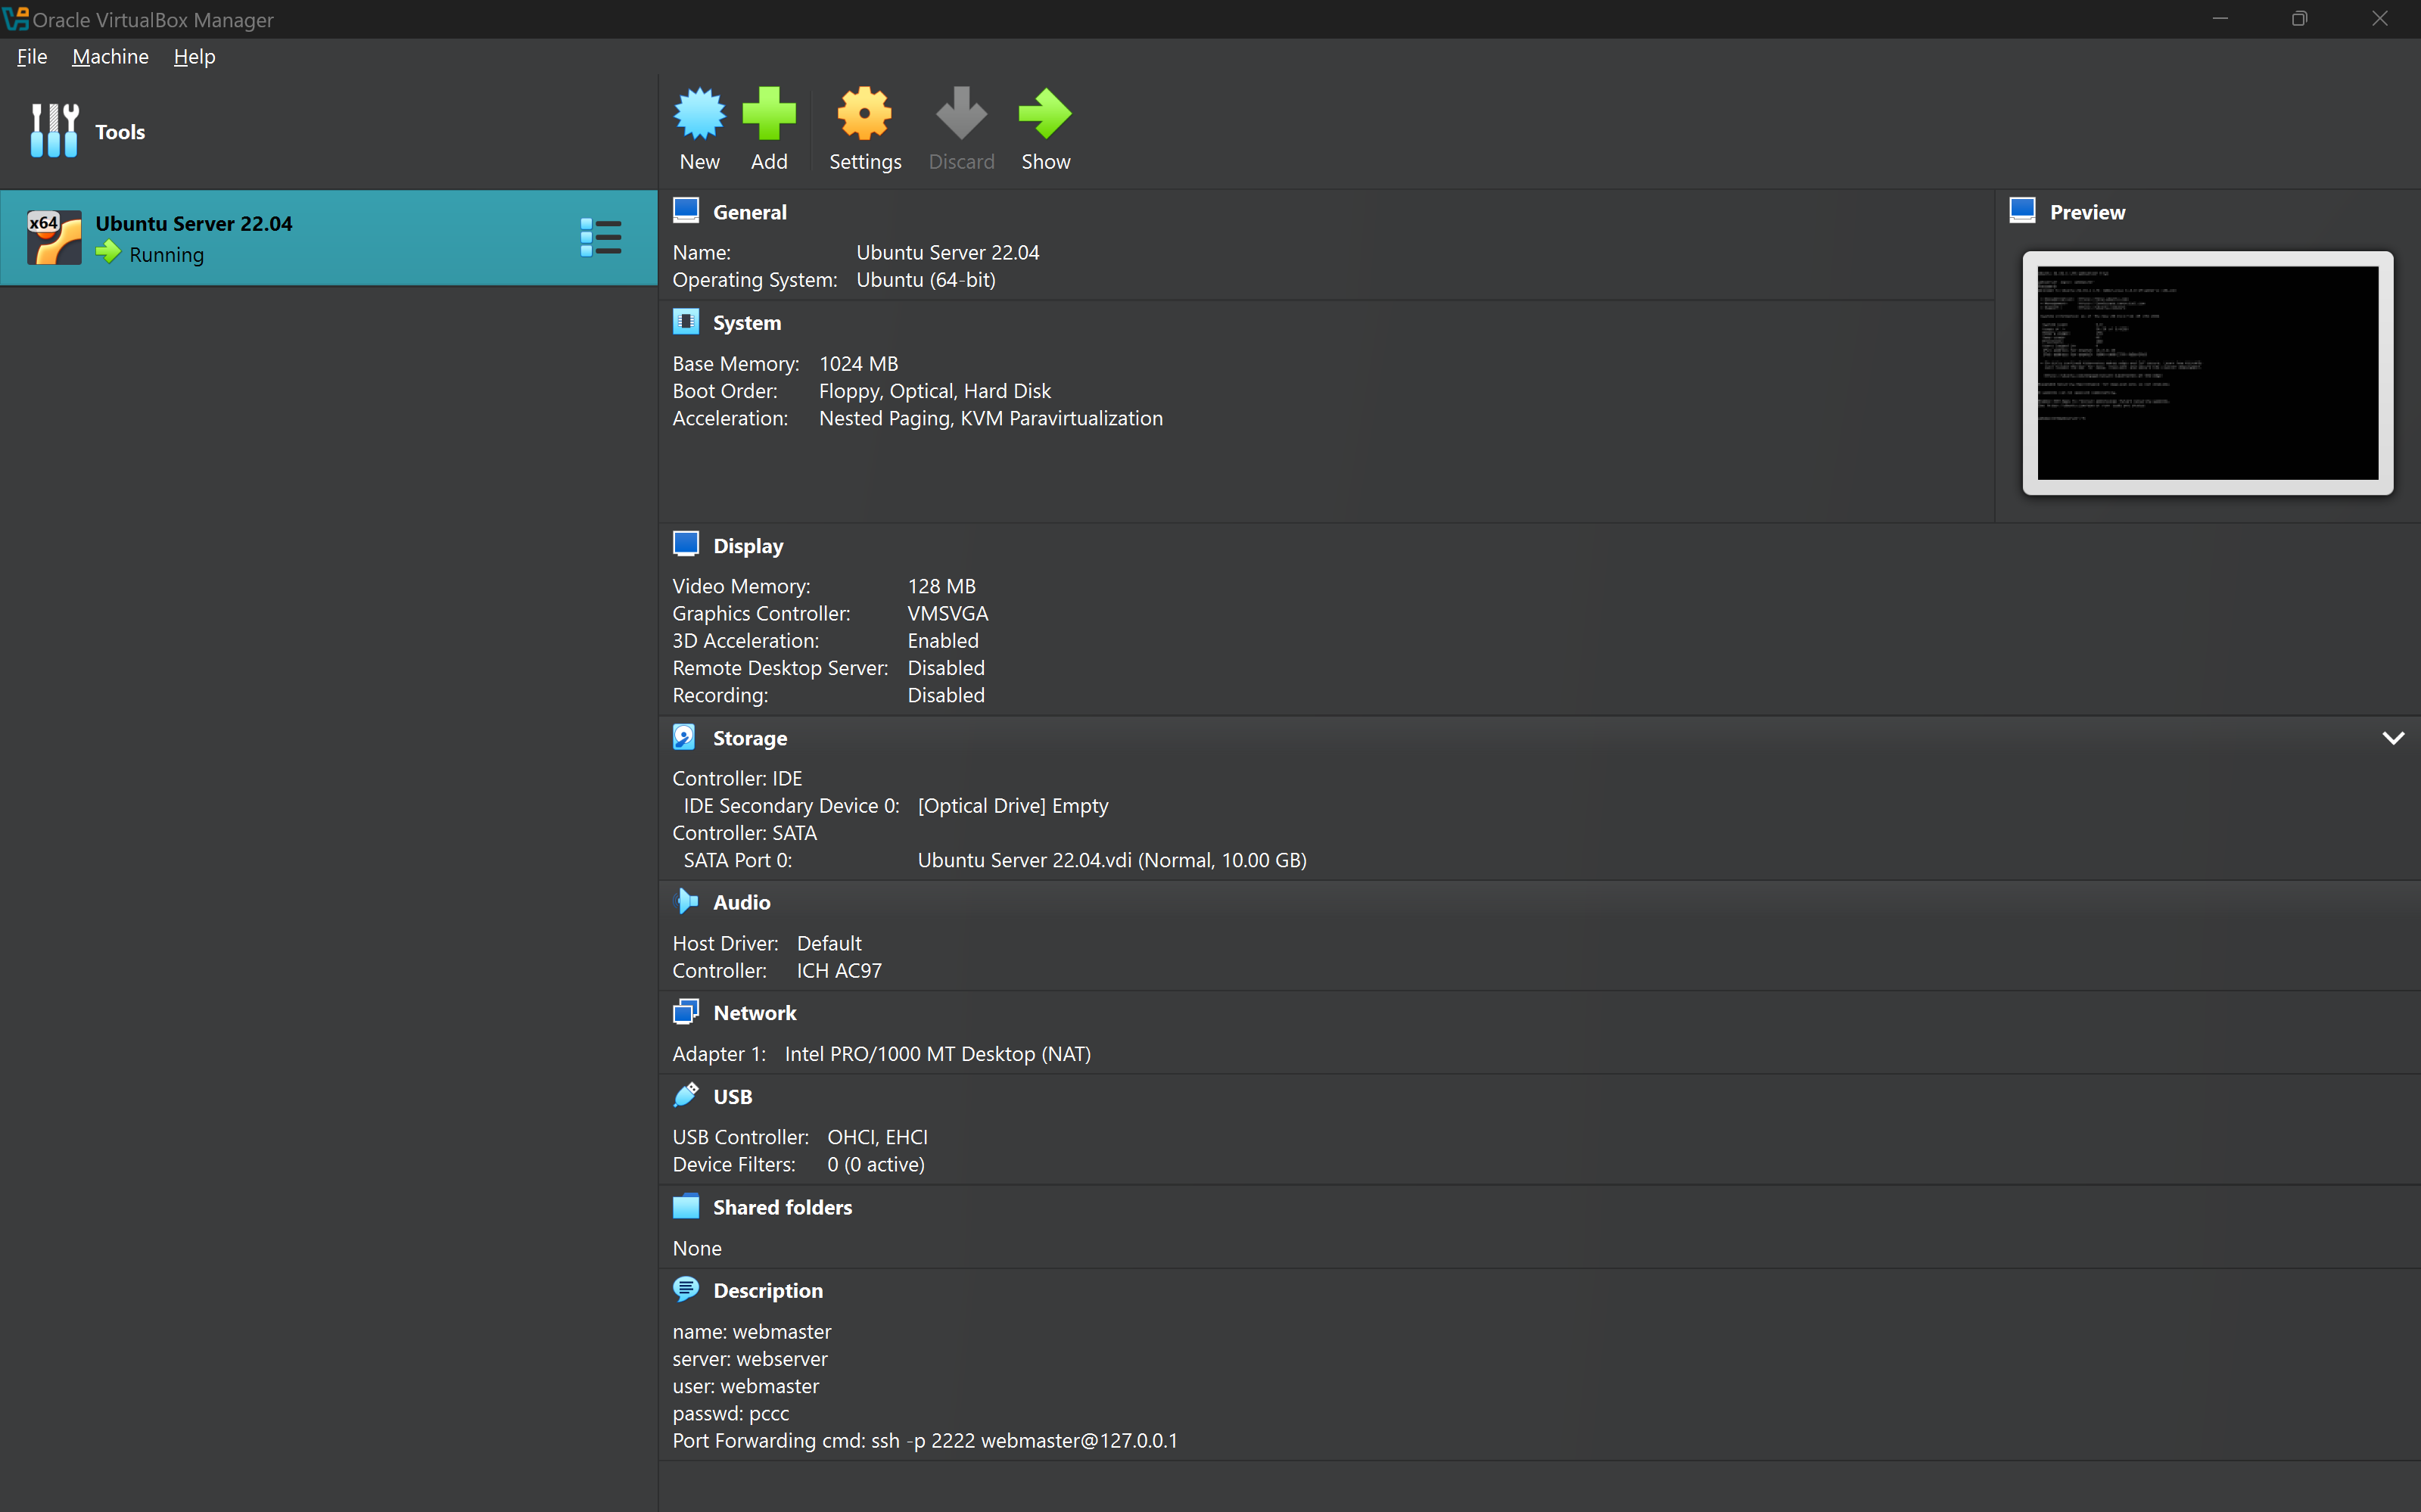 Oracle VirtualBox Manager
File Machine Help
Tools
New Add Settings Discard Show
x64 Ubuntu Server 22.04
Running
General
Name: Ubuntu Server 22.04
Operating System: Ubuntu (64-bit)
Preview
System
Base Memory: 1024 MB
Boot Order: Floppy, Optical, Hard Disk
Acceleration: Nested Paging, KVM Paravirtualization
Display
Video Memory: 128 MB
Graphics Controller: VMSVGA
3D Acceleration: Enabled
Remote Desktop Server: Disabled
Recording: Disabled
Storage
Controller: IDE
IDE Secondary Device 0: [Optical Drive] Empty
Controller: SATA
SATA Port 0: Ubuntu Server 22.04.vdi (Normal, 10.00 GB)
Audio
Host Driver: Default
Controller: ICH AC97
Network
Adapter 1: Intel PRO/1000 MT Desktop (NAT)
USB
USB Controller: OHCI, EHCI
Device Filters: 0 (0 active)
Shared folders
None
Description
name: webmaster
server: webserver
user: webmaster
passwd: pccc
Port Forwarding cmd: ssh -p 2222 webmaster@127.0.0.1